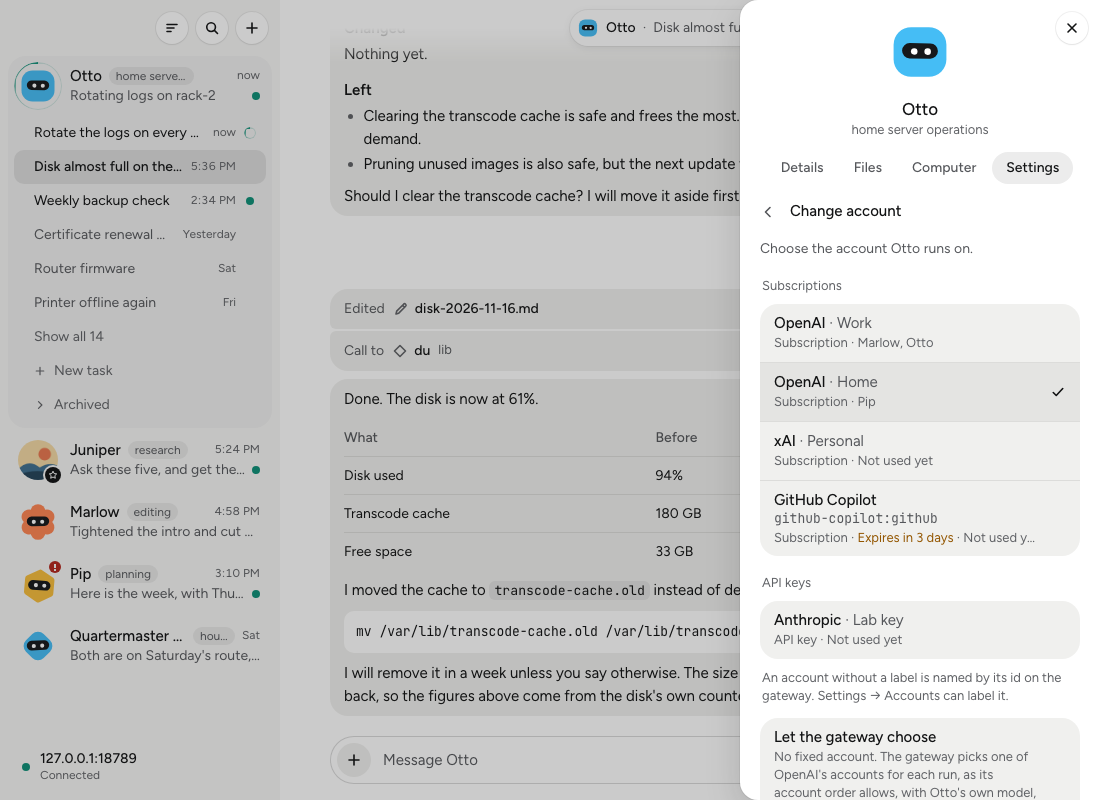 Otto home serve... now
Rotating logs on rack-2
Rotate the logs on every ... now
Disk almost full on the... 5:36 PM
Weekly backup check 2:34 PM
Certificate renewal ... Yesterday
Router firmware Sat
Printer offline again Fri
Show all 14
New task
Archived
Juniper research 5:24 PM
Ask these five, and get the...
Marlow editing 4:58 PM
Tightened the intro and cut ...
Pip planning 3:10 PM
Here is the week, with Thu...
Quartermaster ... hou... Sat
Both are on Saturday's route,...
127.0.0.1:18789
Connected
Otto · Disk almost fu
Changed
Nothing yet.
Left
Clearing the transcode cache is safe and frees the most.
demand.
Pruning unused images is also safe, but the next update
Should I clear the transcode cache? I will move it aside first
Edited disk-2026-11-16.md
Call to du lib
Done. The disk is now at 61%.
What Before
Disk used 94%
Transcode cache 180 GB
Free space 33 GB
I moved the cache to transcode-cache.old instead of de
mv /var/lib/transcode-cache.old /var/lib/transcod
I will remove it in a week unless you say otherwise. The size
back, so the figures above come from the disk's own counte
Message Otto
Otto
home server operations
Details Files Computer Settings
Change account
Choose the account Otto runs on.
Subscriptions
OpenAI · Work
Subscription · Marlow, Otto
OpenAI · Home
Subscription · Pip
xAI · Personal
Subscription · Not used yet
GitHub Copilot
github-copilot:github
Subscription · Expires in 3 days · Not used y...
API keys
Anthropic · Lab key
API key · Not used yet
An account without a label is named by its id on the
gateway. Settings → Accounts can label it.
Let the gateway choose
No fixed account. The gateway picks one of
OpenAI's accounts for each run, as its
account order allows, with Otto's own model,